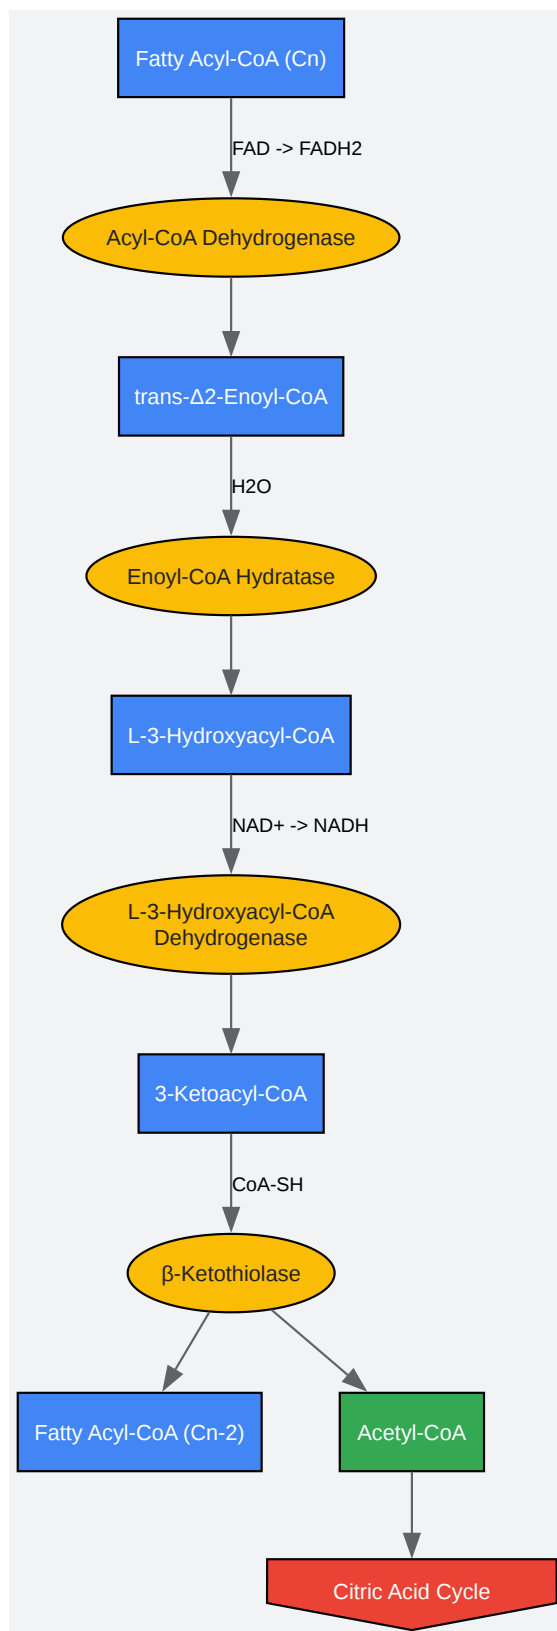 Fatty Acyl-CoA (Cn)
FAD -> FADH2
Acyl-CoA Dehydrogenase
trans-Δ2-Enoyl-CoA
H2O
Enoyl-CoA Hydratase
L-3-Hydroxyacyl-CoA
NAD+ -> NADH
L-3-Hydroxyacyl-CoA
Dehydrogenase
3-Ketoacyl-CoA
CoA-SH
β-Ketothiolase
Fatty Acyl-CoA (Cn-2)
Acetyl-CoA
Citric Acid Cycle